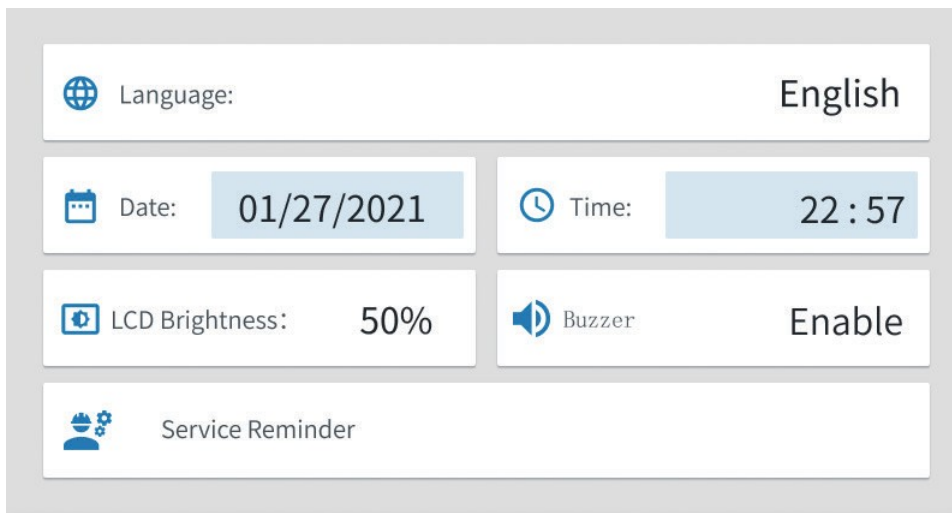 Language: English
Date: 01/27/2021 Time: 22 : 57
LCD Brightness: 50% Buzzer Enable
Service Reminder